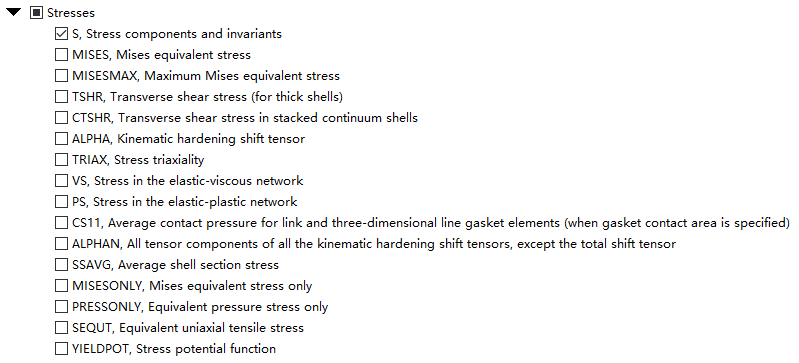 Stresses
S, Stress components and invariants
MISES, Mises equivalent stress
MISESMAX, Maximum Mises equivalent stress
TSHR, Transverse shear stress (for thick shells)
CTSHR, Transverse shear stress in stacked continuum shells
ALPHA, Kinematic hardening shift tensor
TRIAX, Stress triaxiality
VS, Stress in the elastic-viscous network
PS, Stress in the elastic-plastic network
CS11, Average contact pressure for link and three-dimensional line gasket elements (when gasket contact area is specified)
ALPHAN, All tensor components of all the kinematic hardening shift tensors, except the total shift tensor
SSAVG, Average shell section stress
MISESONLY, Mises equivalent stress only
PRESSONLY, Equivalent pressure stress only
SEQUT, Equivalent uniaxial tensile stress
YIELDPOT, Stress potential function